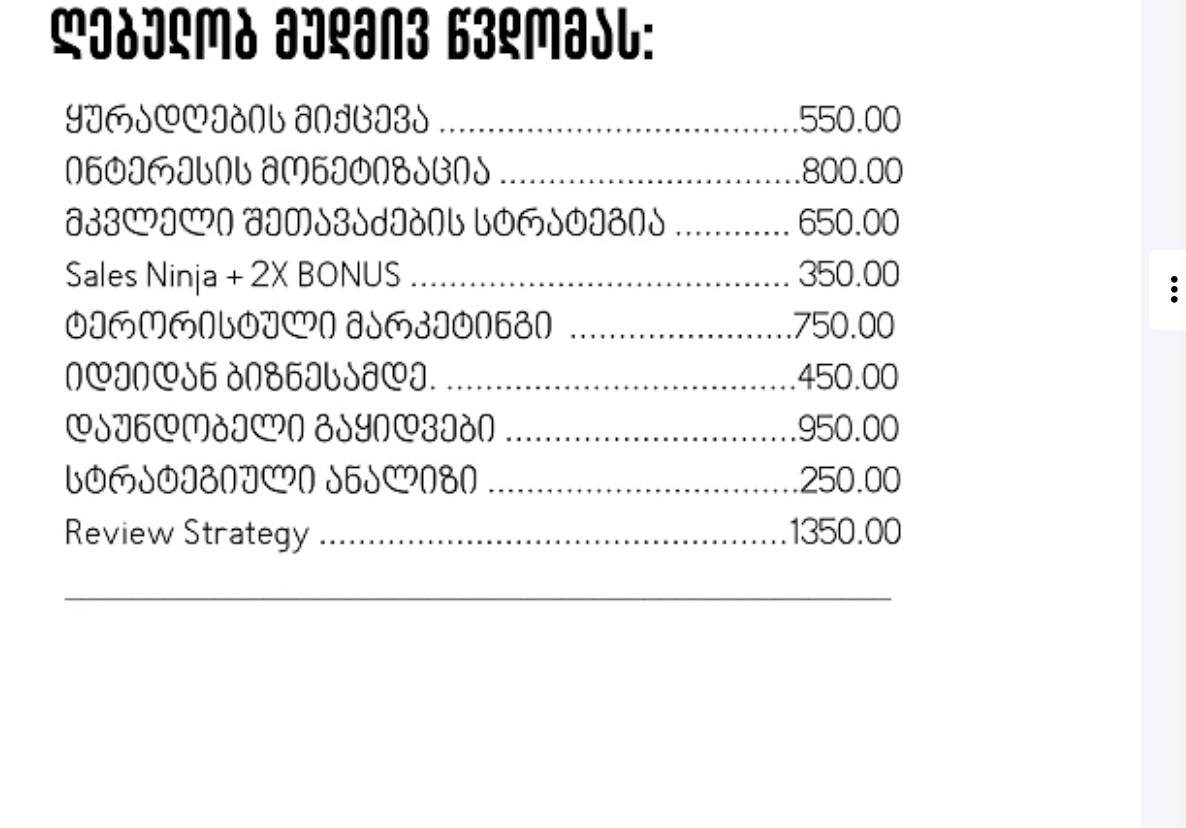 ღებულობ მუდმივ წვდომას:
ყურადღების მიქცევა ....................................550.00
ინტერესის მონეტიზაცია ..............................800.00
მკვლელი შეთავაძების სტრატეგია ............ 650.00
Sales Ninja + 2X BONUS ...................................... 350.00
ტერორისტული მარკეტინგი .......................750.00
იდეიდან ბიზნესამდე. ...................................450.00
დაუნდობელი გაყიდვები .............................950.00
სტრატეგიული ანალიზი ...............................250.00
Review Strategy ...............................................1350.00